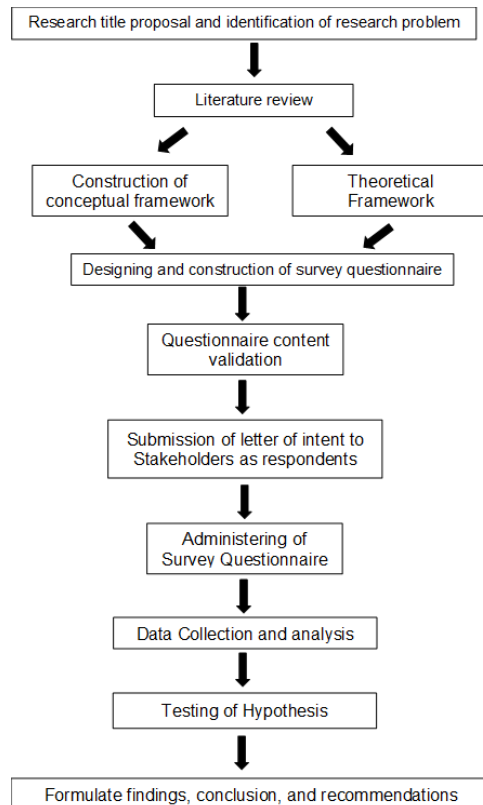 Research title proposal and identification of research problem
Literature review
Construction of
conceptual framework
Theoretical
Framework
Designing and construction of survey questionnaire
Questionnaire content
validation
Submission of letter of intent to
Stakeholders as respondents
Administering of
Survey Questionnaire
Data Collection and analysis
Testing of Hypothesis
Formulate findings, conclusion, and recommendations